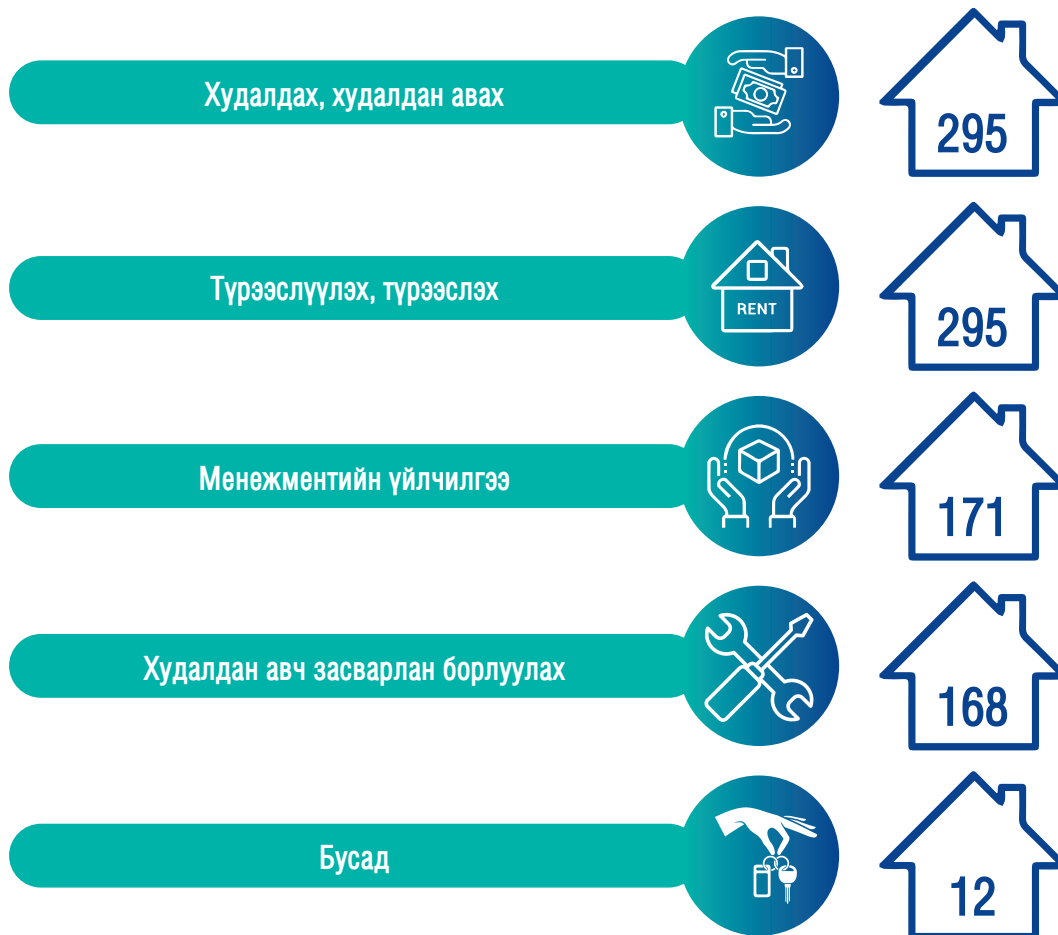 Худалдах, худалдан авах
295
Түрээслүүлэх, түрээслэх
RENT
295
Менежментийн үйлчилгээ
171
Худалдан авч засварлан борлуулах
168
Бусад
12